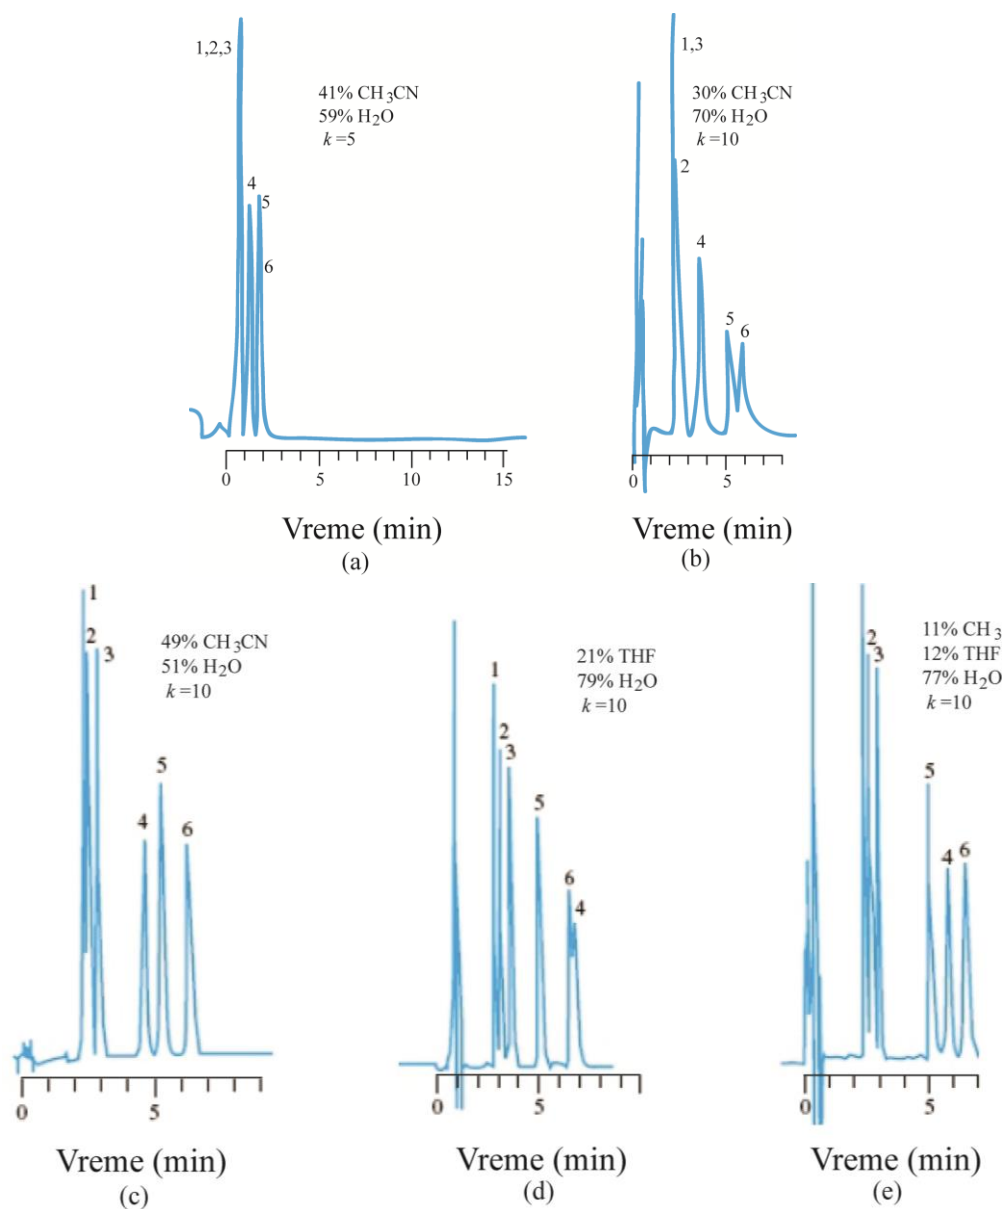 1,2,3
41% CH3CN
59% H2O
k =5
4
5
6
0 5 10 15
Vreme (min)
(a)
1,3
30% CH3CN
70% H2O
k =10
2
4
5
6
0 5
Vreme (min)
(b)
1
2
3
49% CH3CN
51% H2O
k =10
4
5
6
0 5
Vreme (min)
(c)
1
2
3
21% THF
79% H2O
k =10
5
6
4
0 5
Vreme (min)
(d)
2
3
11% CH3
12% THF
77% H2O
k =10
5
4
6
0 5
Vreme (min)
(e)